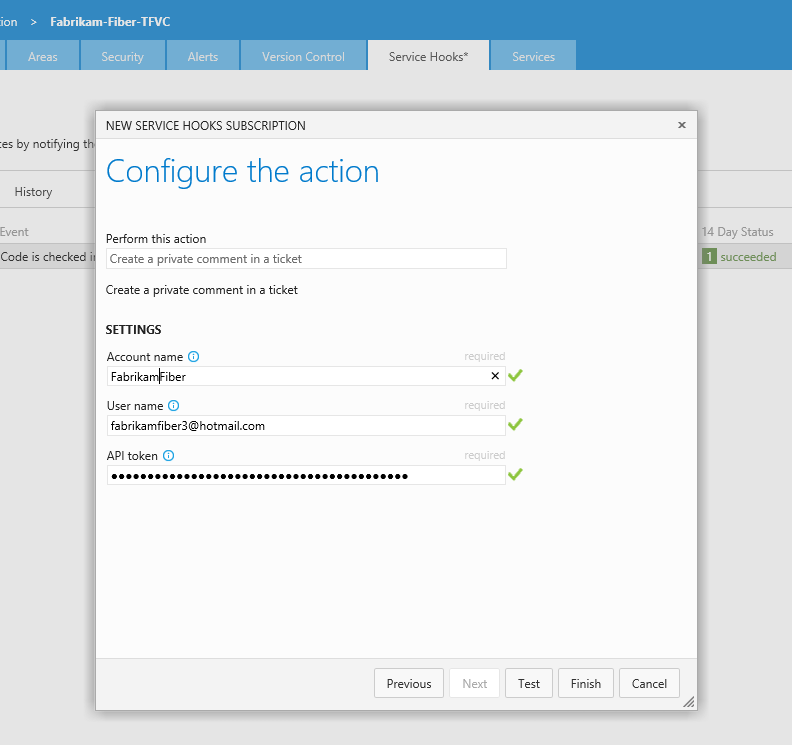 ion > Fabrikam-Fiber-TFVC
Areas Security Alerts Version Control Service Hooks* Services
NEW SERVICE HOOKS SUBSCRIPTION
Configure the action
ces by notifying th
History
Event 14 Day Status
Code is checked i 1 succeeded
Perform this action
Create a private comment in a ticket
Create a private comment in a ticket
SETTINGS
Account name required
FabrikamFiber
User name required
fabrikamfiber3@hotmail.com
API token required
Previous Next Test Finish Cancel